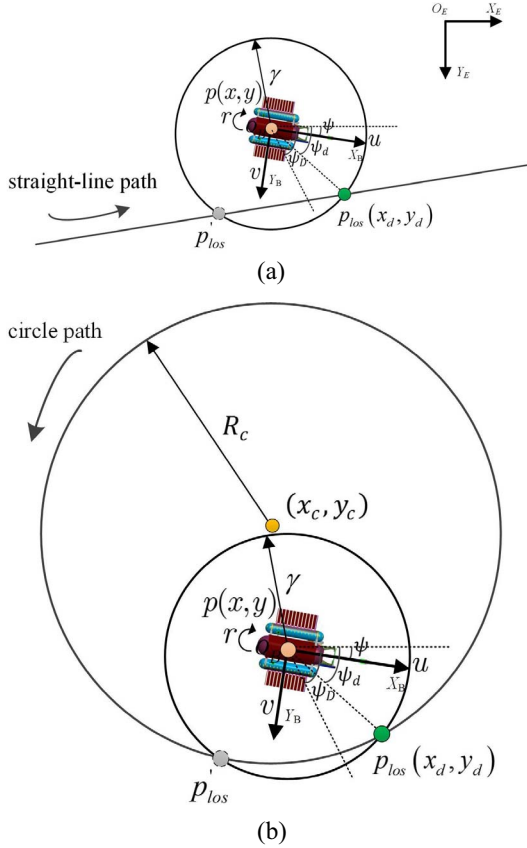 O_E X_E
Y_E
γ
p(x,y)
r
ψ
u
X_B
ψ_d
ψ_D
v
Y_B
straight-line path
p_los (x_d, y_d)
p'_los
(a)
circle path
R_c
(x_c, y_c)
γ
p(x,y)
r
ψ
u
X_B
ψ_d
ψ_D
v
Y_B
p_los (x_d, y_d)
p'_los
(b)